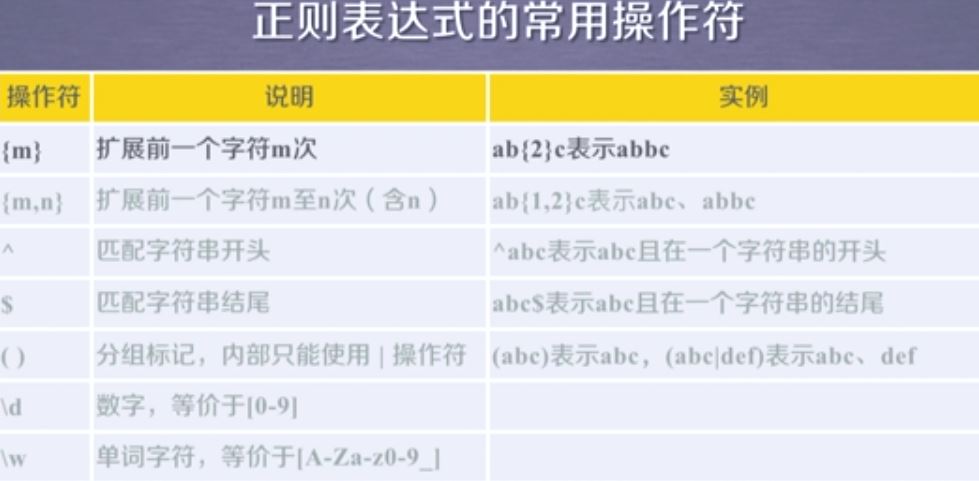 正则表达式的常用操作符
操作符 说明 实例
{m} 扩展前一个字符m次 ab{2}c表示abbc
{m,n} 扩展前一个字符m至n次（含n） ab{1,2}c表示abc、abbc
^ 匹配字符串开头 ^abc表示abc且在一个字符串的开头
$ 匹配字符串结尾 abc$表示abc且在一个字符串的结尾
( ) 分组标记，内部只能使用 | 操作符 (abc)表示abc，(abc|def)表示abc、def
\d 数字，等价于[0-9]
\w 单词字符，等价于[A-Za-z0-9_]